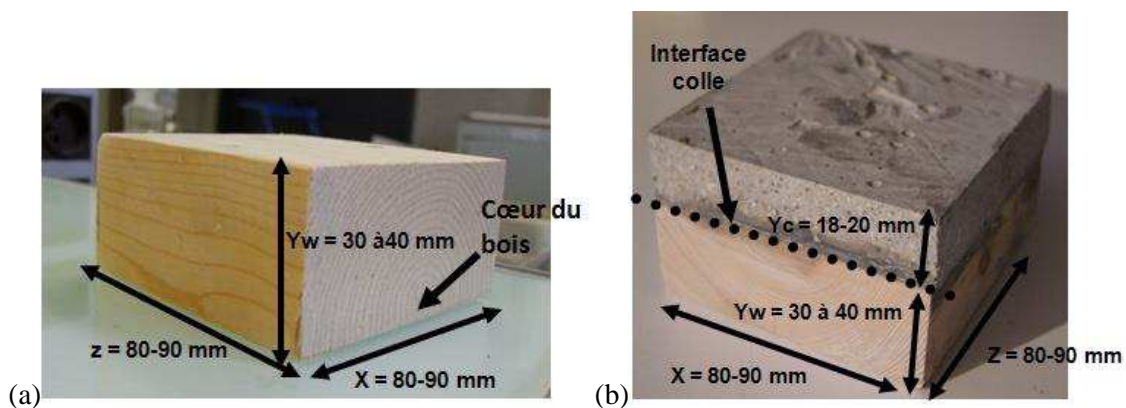 (a)
Yw = 30 à40 mm
Cœur du
bois
z = 80-90 mm
X = 80-90 mm
(b)
Interface
colle
Yc = 18-20 mm
Yw = 30 à 40 mm
X = 80-90 mm
Z = 80-90 mm